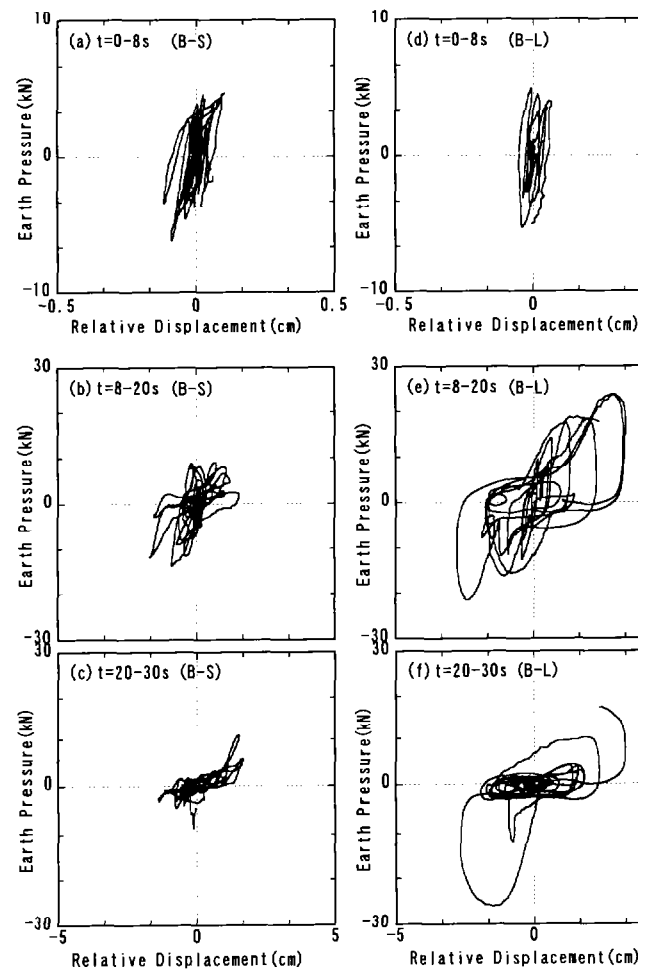 10
(a) t=0-8s (B-S)
Earth Pressure(kN)
0
-10
-0.5 0 0.5
Relative Displacement(cm)
(d) t=0-8s (B-L)
10
Earth Pressure(kN)
0
-10
-0.5 0 0.5
Relative Displacement(cm)
30
(b) t=8-20s (B-S)
Earth Pressure(kN)
0
-30
30
(e) t=8-20s (B-L)
Earth Pressure(kN)
0
-30
30
(c) t=20-30s (B-S)
Earth Pressure(kN)
0
-30
-5 0 5
Relative Displacement(cm)
30
(f) t=20-30s (B-L)
Earth Pressure(kN)
0
-30
-5 0 5
Relative Displacement(cm)